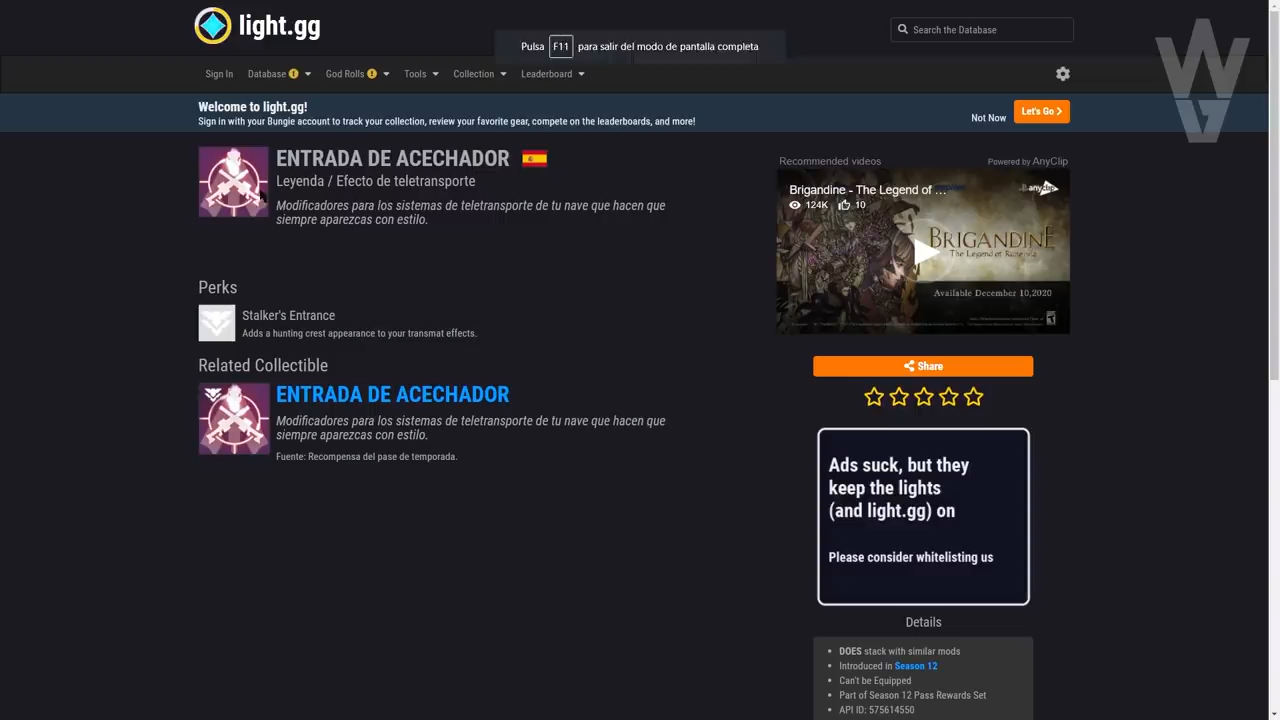 light.gg
Search the Database
Pulsa F11 para salir del modo de pantalla completa
Sign In
Database
God Rolls
Tools
Collection
Leaderboard
Welcome to light.gg!
Sign in with your Bungie account to track your collection, review your favorite gear, compete on the leaderboards, and more!
Not Now
Let's Go
WG
ENTRADA DE ACECHADOR
Leyenda / Efecto de teletransporte
Modificadores para los sistemas de teletransporte de tu nave que hacen que
siempre aparezcas con estilo.
Perks
Stalker's Entrance
Adds a hunting crest appearance to your transmat effects.
Related Collectible
ENTRADA DE ACECHADOR
Modificadores para los sistemas de teletransporte de tu nave que hacen que
siempre aparezcas con estilo.
Fuente: Recompensa del pase de temporada.
Recommended videos
Powered by AnyClip
Brigandine - The Legend of ...
124K 10
BRIGANDINE
Available December 10,2020
Share
Ads suck, but they
keep the lights
(and light.gg) on
Please consider whitelisting us
Details
DOES stack with similar mods
Introduced in Season 12
Can't be Equipped
Part of Season 12 Pass Rewards Set
API ID: 575614550